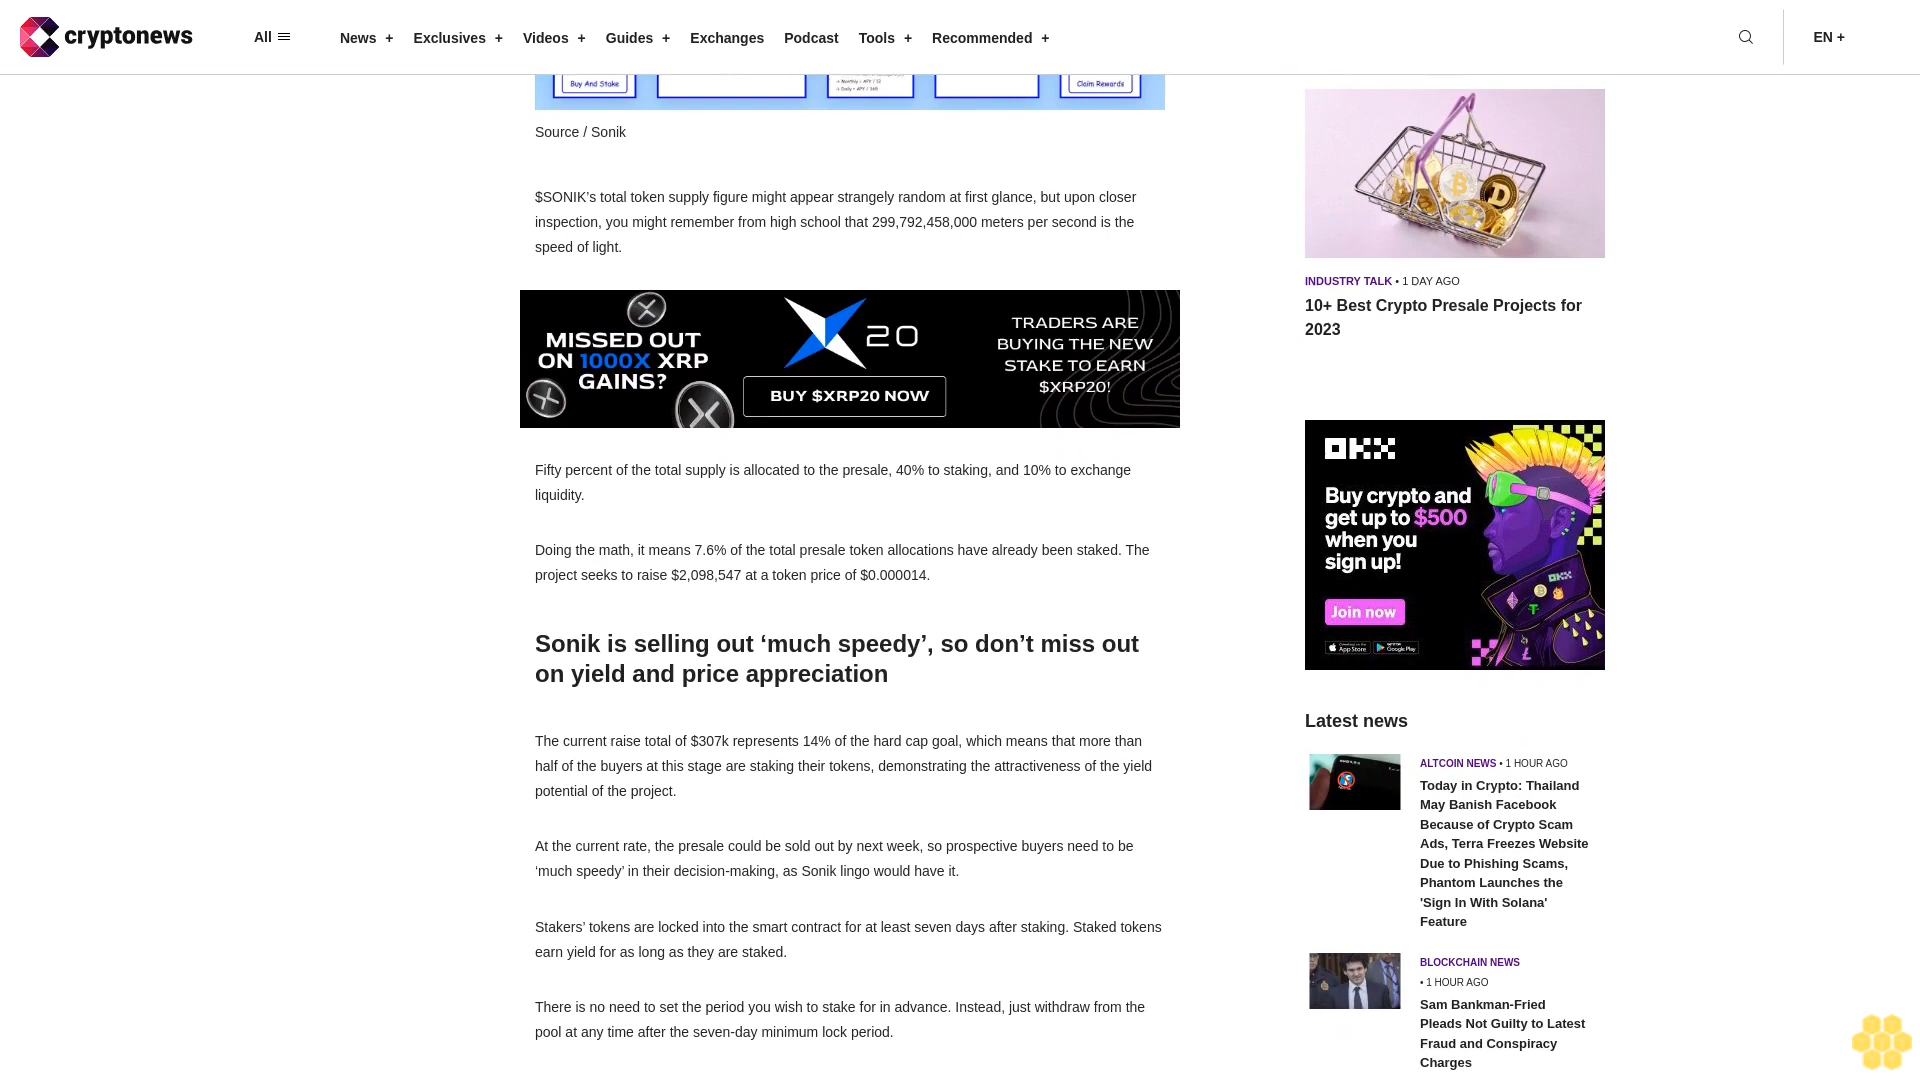 cryptonews
All
News +
Exclusives +
Videos +
Guides +
Exchanges
Podcast
Tools +
Recommended +
EN +
Buy And Stake
→ Monthly = APY / 12
→ Daily = APY / 365
Claim Rewards
Source / Sonik
$SONIK’s total token supply figure might appear strangely random at first glance, but upon closer
inspection, you might remember from high school that 299,792,458,000 meters per second is the
speed of light.
MISSED OUT
ON 1000X XRP
GAINS?
20
BUY $XRP20 NOW
TRADERS ARE
BUYING THE NEW
STAKE TO EARN
$XRP20!
Fifty percent of the total supply is allocated to the presale, 40% to staking, and 10% to exchange
liquidity.
Doing the math, it means 7.6% of the total presale token allocations have already been staked. The
project seeks to raise $2,098,547 at a token price of $0.000014.
Sonik is selling out ‘much speedy’, so don’t miss out
on yield and price appreciation
The current raise total of $307k represents 14% of the hard cap goal, which means that more than
half of the buyers at this stage are staking their tokens, demonstrating the attractiveness of the yield
potential of the project.
At the current rate, the presale could be sold out by next week, so prospective buyers need to be
‘much speedy’ in their decision-making, as Sonik lingo would have it.
Stakers’ tokens are locked into the smart contract for at least seven days after staking. Staked tokens
earn yield for as long as they are staked.
There is no need to set the period you wish to stake for in advance. Instead, just withdraw from the
pool at any time after the seven-day minimum lock period.
INDUSTRY TALK • 1 DAY AGO
10+ Best Crypto Presale Projects for
2023
OKX
Buy crypto and
get up to $500
when you
sign up!
Join now
App Store
Google Play
OKX
Latest news
ALTCOIN NEWS • 1 HOUR AGO
Today in Crypto: Thailand
May Banish Facebook
Because of Crypto Scam
Ads, Terra Freezes Website
Due to Phishing Scams,
Phantom Launches the
'Sign In With Solana'
Feature
BLOCKCHAIN NEWS
• 1 HOUR AGO
Sam Bankman-Fried
Pleads Not Guilty to Latest
Fraud and Conspiracy
Charges